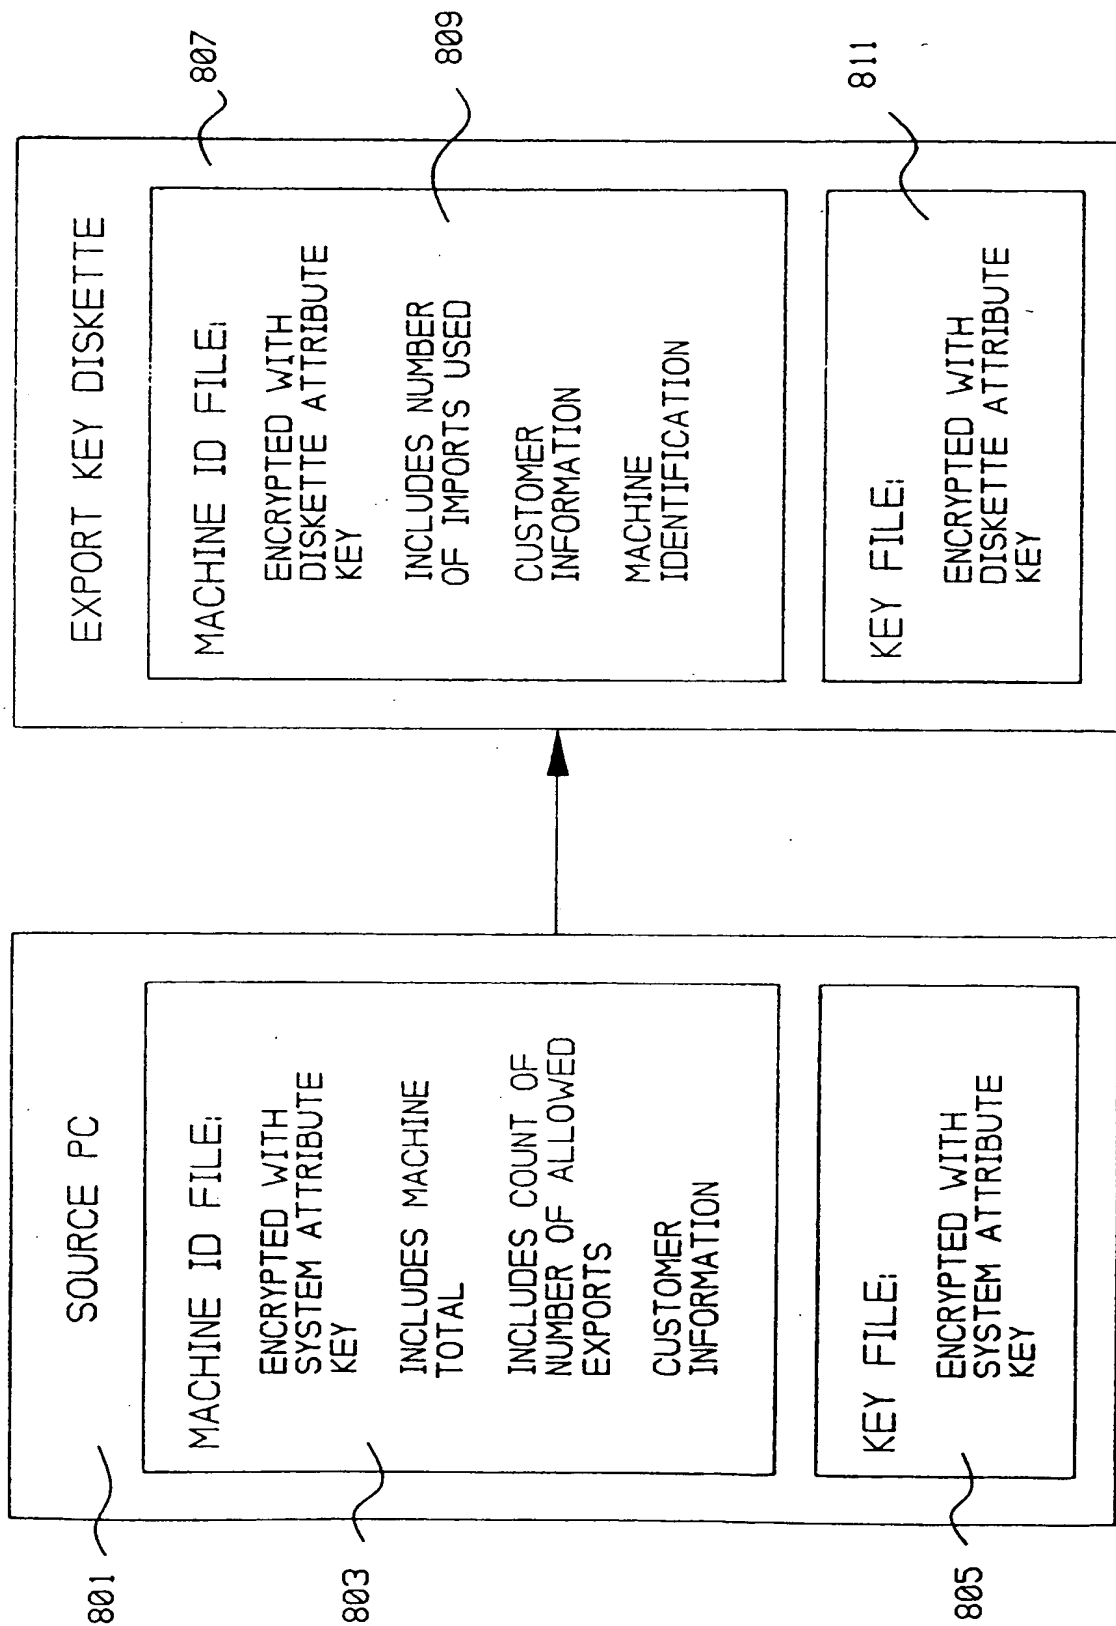 SOURCE PC
801
MACHINE ID FILE:
ENCRYPTED WITH
SYSTEM ATTRIBUTE
KEY
INCLUDES MACHINE
TOTAL
INCLUDES COUNT OF
NUMBER OF ALLOWED
EXPORTS
CUSTOMER
INFORMATION
803
KEY FILE:
ENCRYPTED WITH
SYSTEM ATTRIBUTE
KEY
805
EXPORT KEY DISKETTE
807
MACHINE ID FILE:
ENCRYPTED WITH
DISKETTE ATTRIBUTE
KEY
INCLUDES NUMBER
OF IMPORTS USED
CUSTOMER
INFORMATION
MACHINE
IDENTIFICATION
809
KEY FILE:
ENCRYPTED WITH
DISKETTE ATTRIBUTE
KEY
811